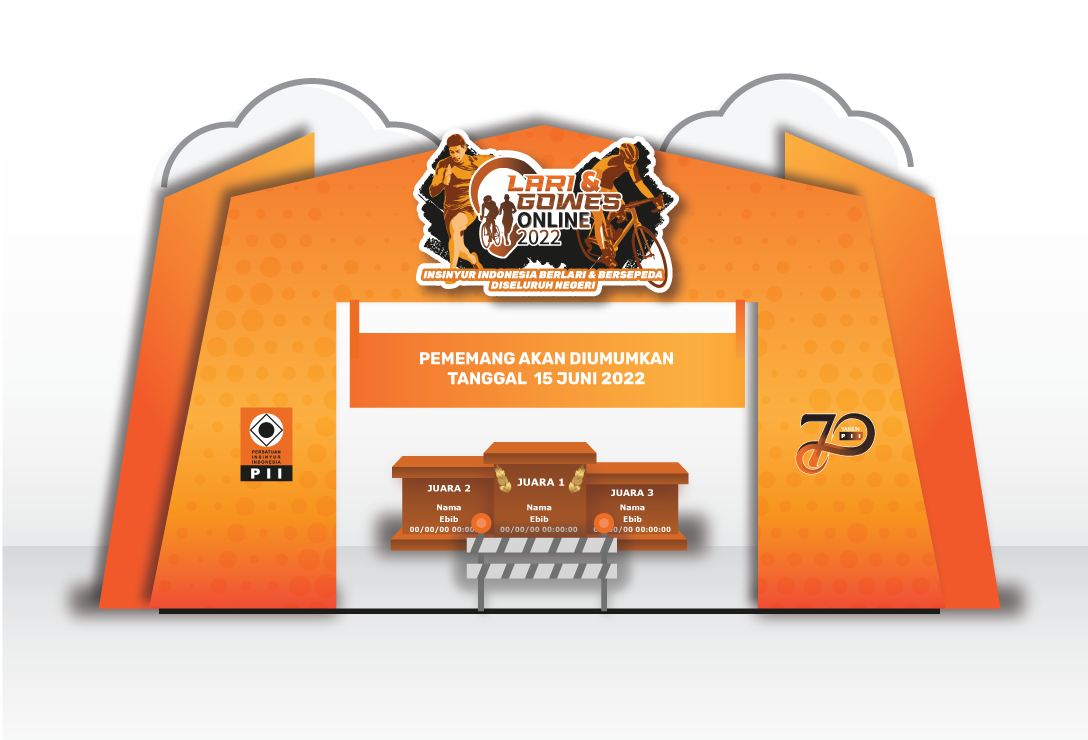 LARI &
GOWES
ONLINE
2022
INSINYUR INDONESIA BERLARI & BERSEPEDA
DISELURUH NEGERI
PEMEMANG AKAN DIUMUMKAN
TANGGAL 15 JUNI 2022
PERSATUAN
INSINYUR
INDONESIA
PII
70
TAHUN
PII
JUARA 2
Nama
Ebib
00/00/00 00:00
JUARA 1
Nama
Ebib
00/00/00 00:00:00
JUARA 3
Nama
Ebib
/00/00 00:00:00